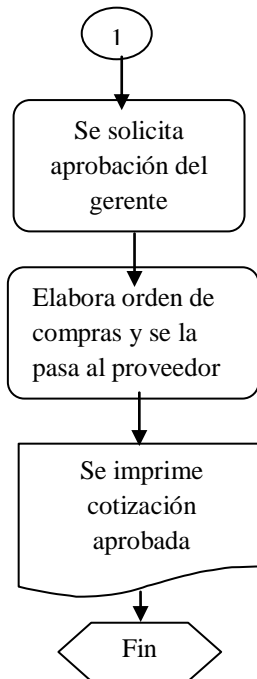 1
Se solicita
aprobación del
gerente
Elabora orden de
compras y se la
pasa al proveedor
Se imprime
cotización
aprobada
Fin